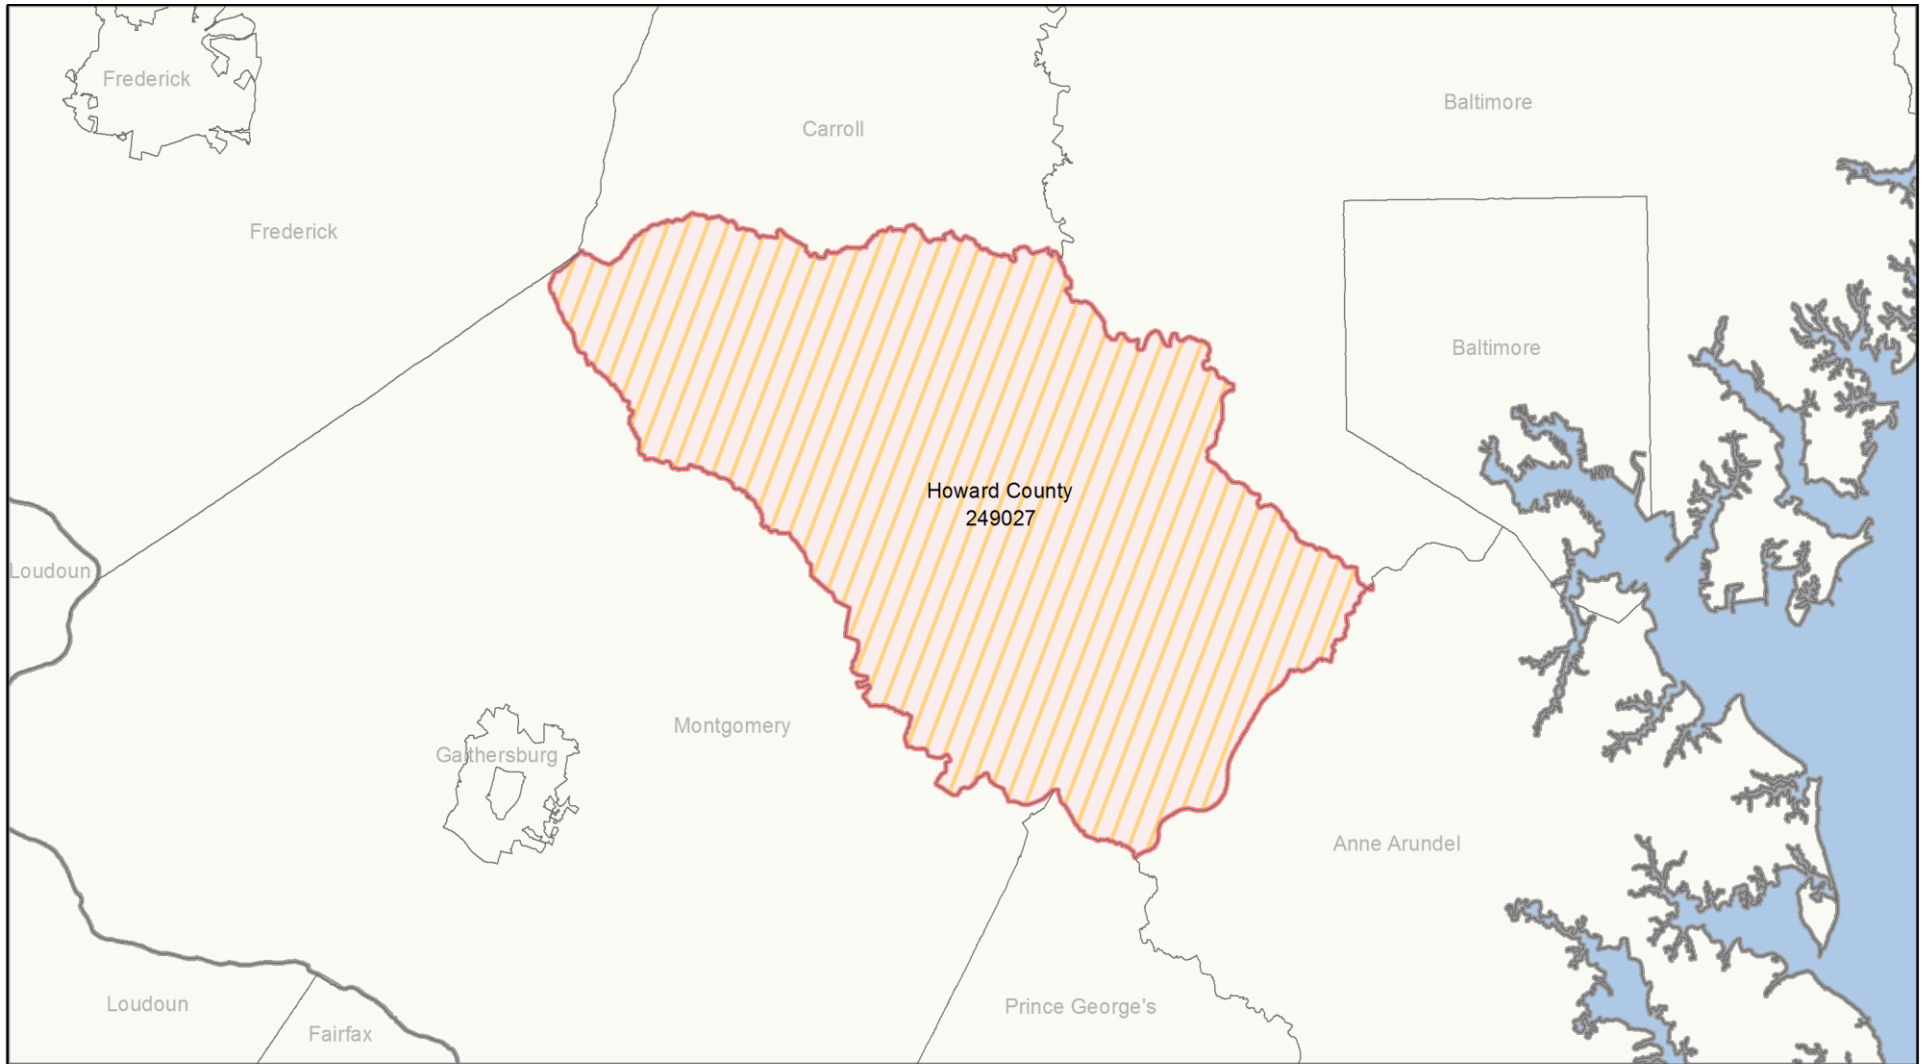 Frederick
Baltimore
Carroll
Frederick
Baltimore
Howard County
249027
Loudoun
Montgomery
Gaithersburg
Anne Arundel
Loudoun
Prince George's
Fairfax